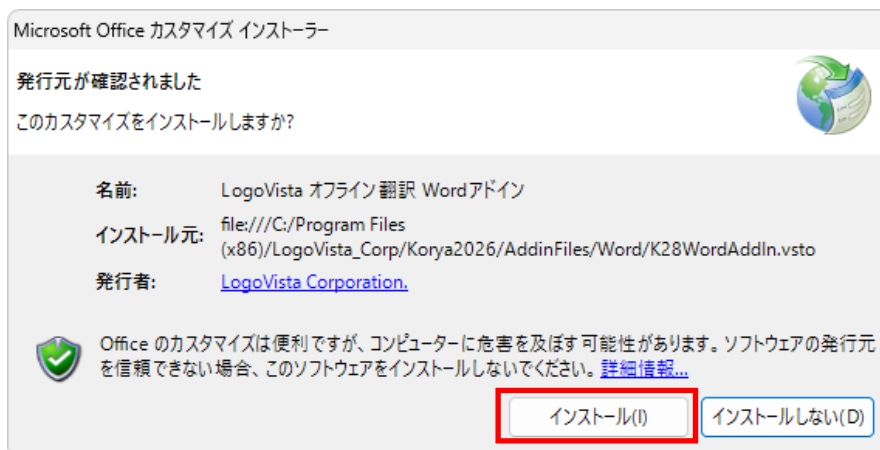 Microsoft Office カスタマイズ インストーラー
発行元が確認されました
このカスタマイズをインストールしますか?
名前: LogoVista オフライン翻訳 Wordアドイン
インストール元: file:///C:/Program Files
(x86)/LogoVista_Corp/Korya2026/AddinFiles/Word/K28WordAddIn.vsto
発行者: LogoVista Corporation.
Office のカスタマイズは便利ですが、コンピューターに危害を及ぼす可能性があります。ソフトウェアの発行元
を信頼できない場合、このソフトウェアをインストールしないでください。詳細情報...
インストール(I) インストールしない(D)